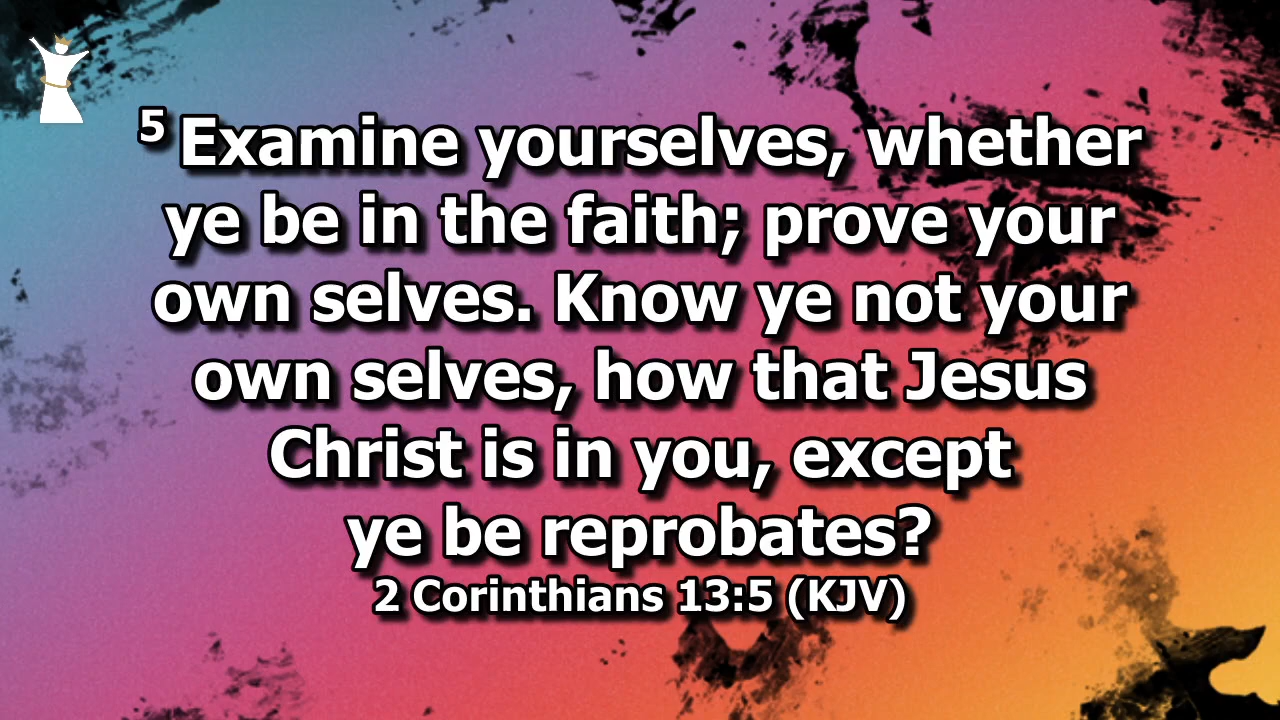 5 Examine yourselves, whether
ye be in the faith; prove your
own selves. Know ye not your
own selves, how that Jesus
Christ is in you, except
ye be reprobates?
2 Corinthians 13:5 (KJV)